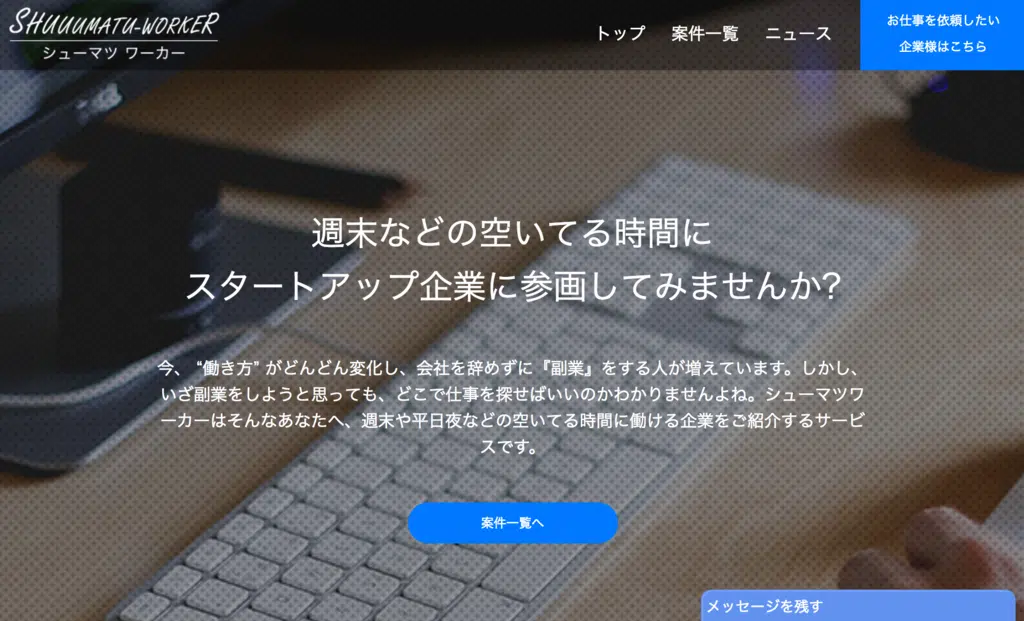 SHUUUMATU-WORKER
シューマツ ワーカー
トップ 案件一覧 ニュース
お仕事を依頼したい
企業様はこちら
週末などの空いてる時間に
スタートアップ企業に参画してみませんか?
今、“働き方” がどんどん変化し、会社を辞めずに『副業』をする人が増えています。しかし、
いざ副業をしようと思っても、どこで仕事を探せばいいのかわかりませんよね。シューマツワ
ーカーはそんなあなたへ、週末や平日夜などの空いてる時間に働ける企業をご紹介するサービ
スです。
案件一覧へ
メッセージを残す